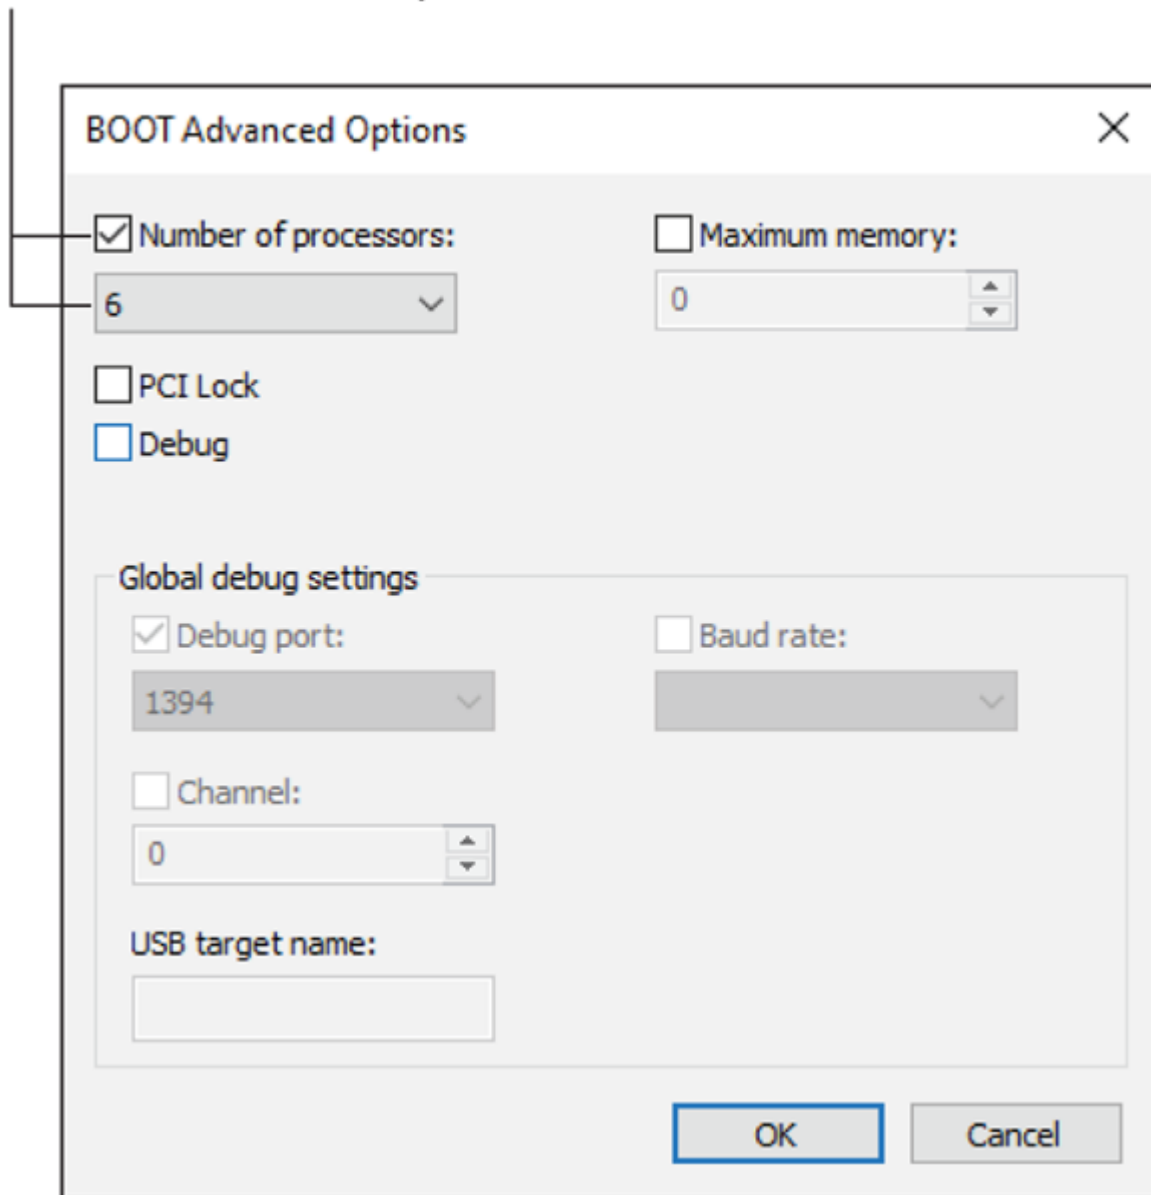 BOOT Advanced Options
Number of processors:
Maximum memory:
6
0
PCI Lock
Debug
Global debug settings
Debug port:
Baud rate:
1394
Channel:
0
USB target name:
OK
Cancel